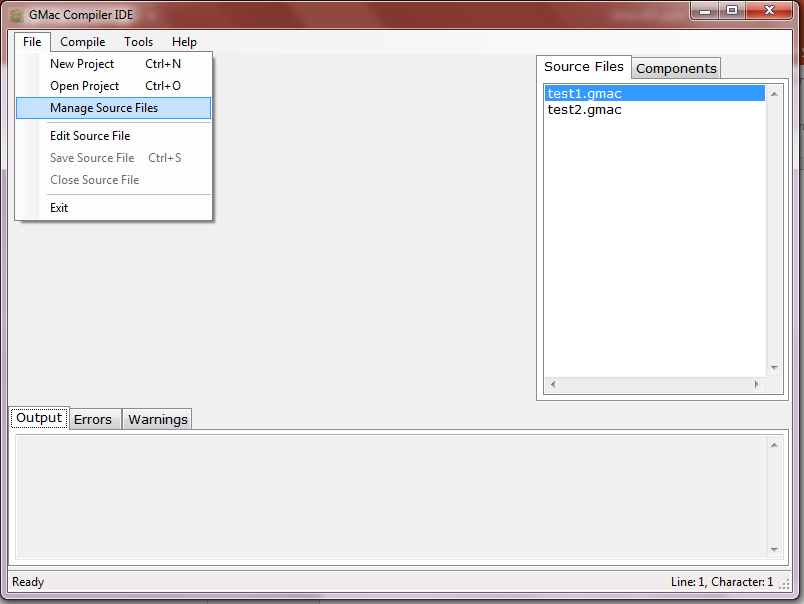 GMac Compiler IDE
File Compile Tools Help
New Project Ctrl+N
Open Project Ctrl+O
Manage Source Files
Edit Source File
Save Source File Ctrl+S
Close Source File
Exit
Source Files Components
test1.gmac
test2.gmac
Output Errors Warnings
Ready Line: 1, Character: 1